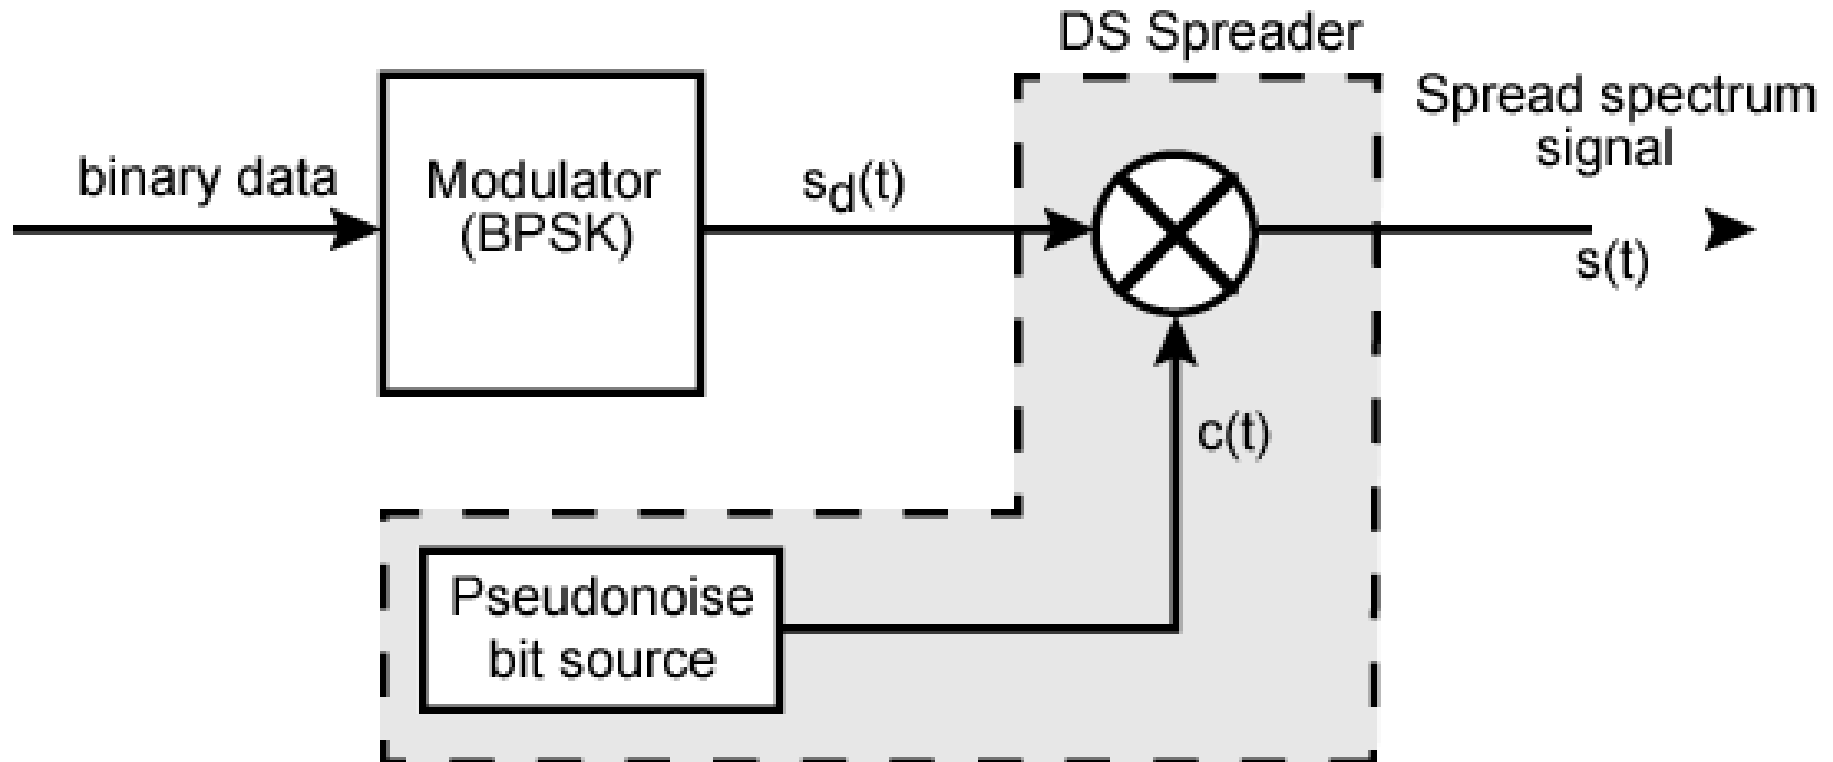 DS Spreader
Spread spectrum
signal
binary data
Modulator
(BPSK)
sd(t)
s(t)
c(t)
Pseudonoise
bit source